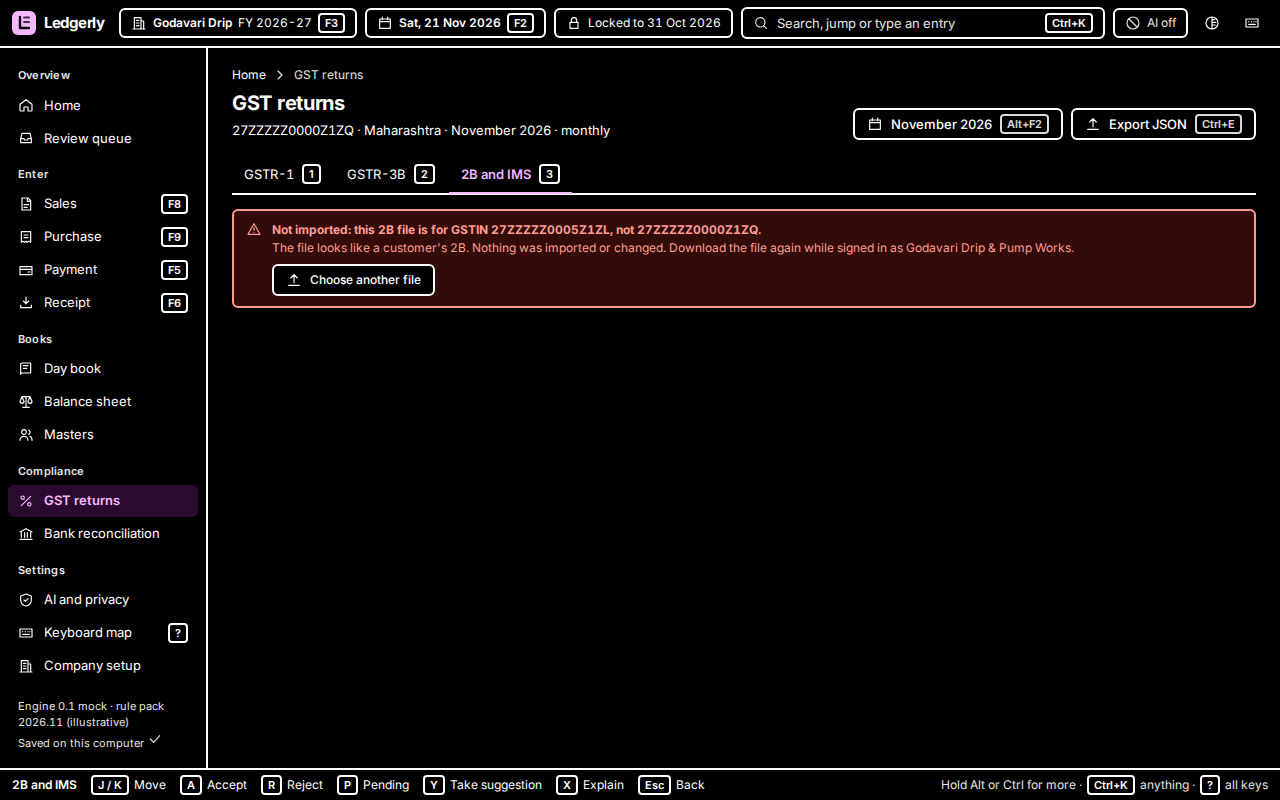 Ledgerly
Godavari Drip FY 2026-27 F3
Sat, 21 Nov 2026 F2
Locked to 31 Oct 2026
Search, jump or type an entry Ctrl+K
AI off
Overview
Home
Review queue
Enter
Sales F8
Purchase F9
Payment F5
Receipt F6
Books
Day book
Balance sheet
Masters
Compliance
GST returns
Bank reconciliation
Settings
AI and privacy
Keyboard map ?
Company setup
Engine 0.1 mock · rule pack
2026.11 (illustrative)
Saved on this computer
Home GST returns
GST returns
27ZZZZZ0000Z1ZQ · Maharashtra · November 2026 · monthly
November 2026 Alt+F2
Export JSON Ctrl+E
GSTR-1 1 GSTR-3B 2 2B and IMS 3
Not imported: this 2B file is for GSTIN 27ZZZZZ0005Z1ZL, not 27ZZZZZ0000Z1ZQ.
The file looks like a customer's 2B. Nothing was imported or changed. Download the file again while signed in as Godavari Drip & Pump Works.
Choose another file
2B and IMS J / K Move A Accept R Reject P Pending Y Take suggestion X Explain Esc Back
Hold Alt or Ctrl for more · Ctrl+K anything · ? all keys